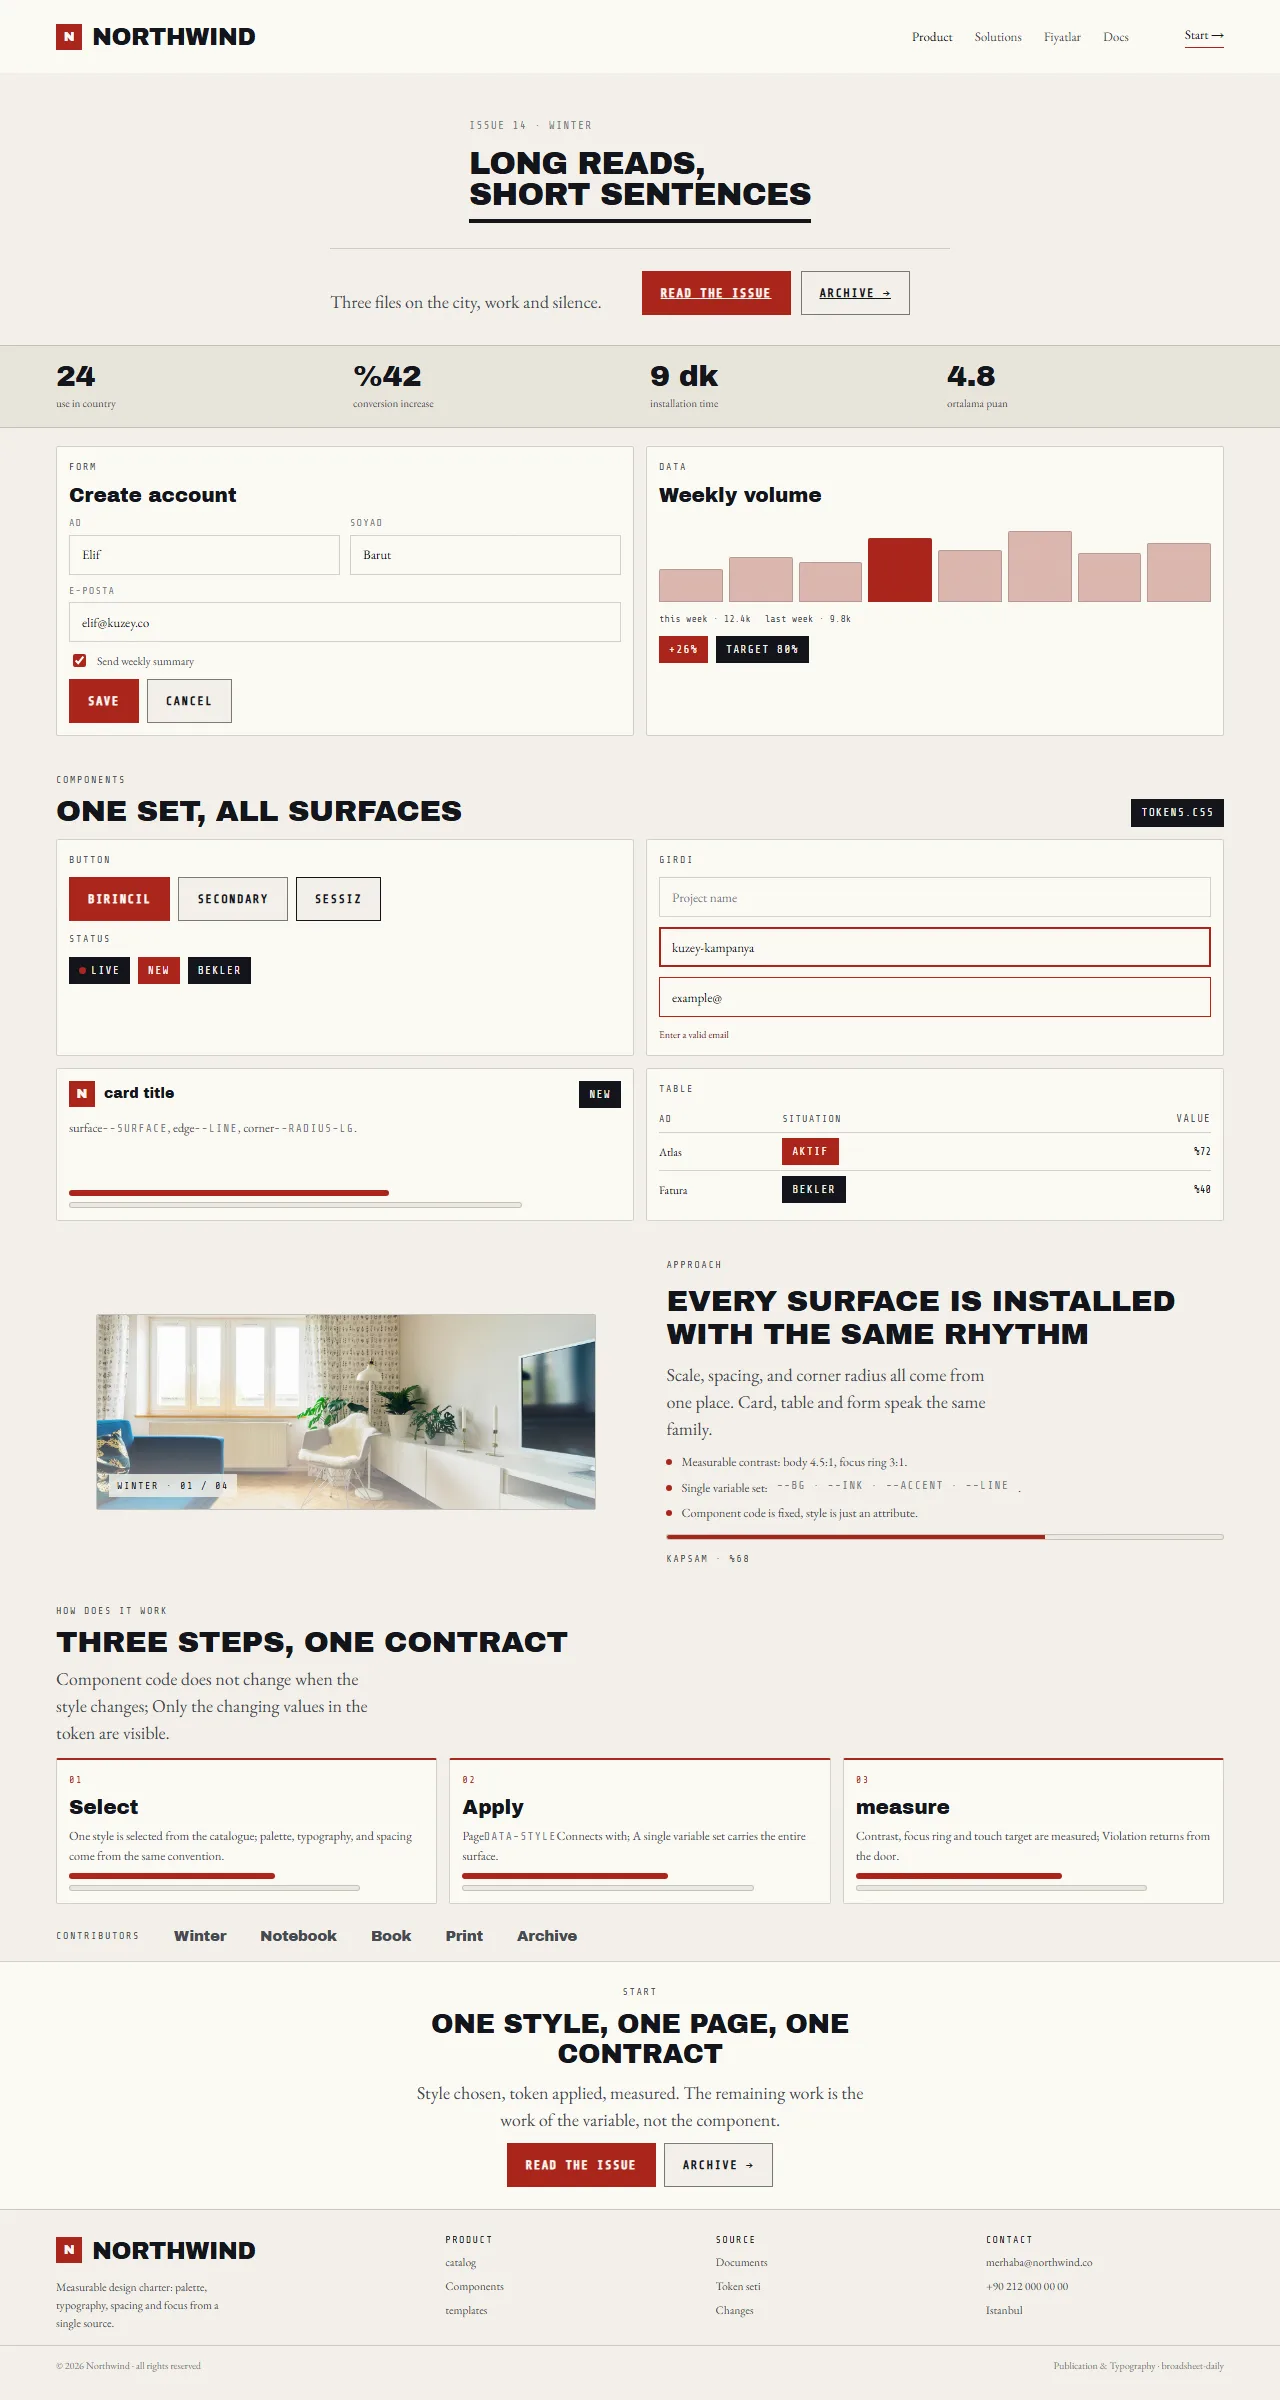 N NORTHWIND
Product Solutions Fiyatlar Docs Start →
ISSUE 14 · WINTER
LONG READS,
SHORT SENTENCES
Three files on the city, work and silence.
READ THE ISSUE ARCHIVE →
24 %42 9 dk 4.8
use in country conversion increase installation time ortalama puan
FORM
Create account
AD SOYAD
Elif Barut
E-POSTA
elif@kuzey.co
Send weekly summary
SAVE CANCEL
DATA
Weekly volume
this week · 12.4k last week · 9.8k
+26% TARGET 80%
COMPONENTS
ONE SET, ALL SURFACES
TOKENS.CSS
BUTTON
BIRINCIL SECONDARY SESSIZ
STATUS
LIVE NEW BEKLER
GIRDI
Project name
kuzey-kampanya
example@
Enter a valid email
N card title NEW
surface--SURFACE, edge--LINE, corner--RADIUS-LG.
TABLE
AD SITUATION VALUE
Atlas AKTIF %72
Fatura BEKLER %40
WINTER · 01 / 04
APPROACH
EVERY SURFACE IS INSTALLED
WITH THE SAME RHYTHM
Scale, spacing, and corner radius all come from
one place. Card, table and form speak the same
family.
Measurable contrast: body 4.5:1, focus ring 3:1.
Single variable set: --BG · --INK · --ACCENT · --LINE .
Component code is fixed, style is just an attribute.
KAPSAM · %68
HOW DOES IT WORK
THREE STEPS, ONE CONTRACT
Component code does not change when the
style changes; Only the changing values in the
token are visible.
01
Select
One style is selected from the catalogue; palette, typography, and spacing
come from the same convention.
02
Apply
PageDATA-STYLEConnects with; A single variable set carries the entire
surface.
03
measure
Contrast, focus ring and touch target are measured; Violation returns from
the door.
CONTRIBUTORS Winter Notebook Book Print Archive
START
ONE STYLE, ONE PAGE, ONE
CONTRACT
Style chosen, token applied, measured. The remaining work is the
work of the variable, not the component.
READ THE ISSUE ARCHIVE →
N NORTHWIND
Measurable design charter: palette,
typography, spacing and focus from a
single source.
PRODUCT
catalog
Components
templates
SOURCE
Documents
Token seti
Changes
CONTACT
merhaba@northwind.co
+90 212 000 00 00
Istanbul
© 2026 Northwind · all rights reserved
Publication & Typography · broadsheet-daily